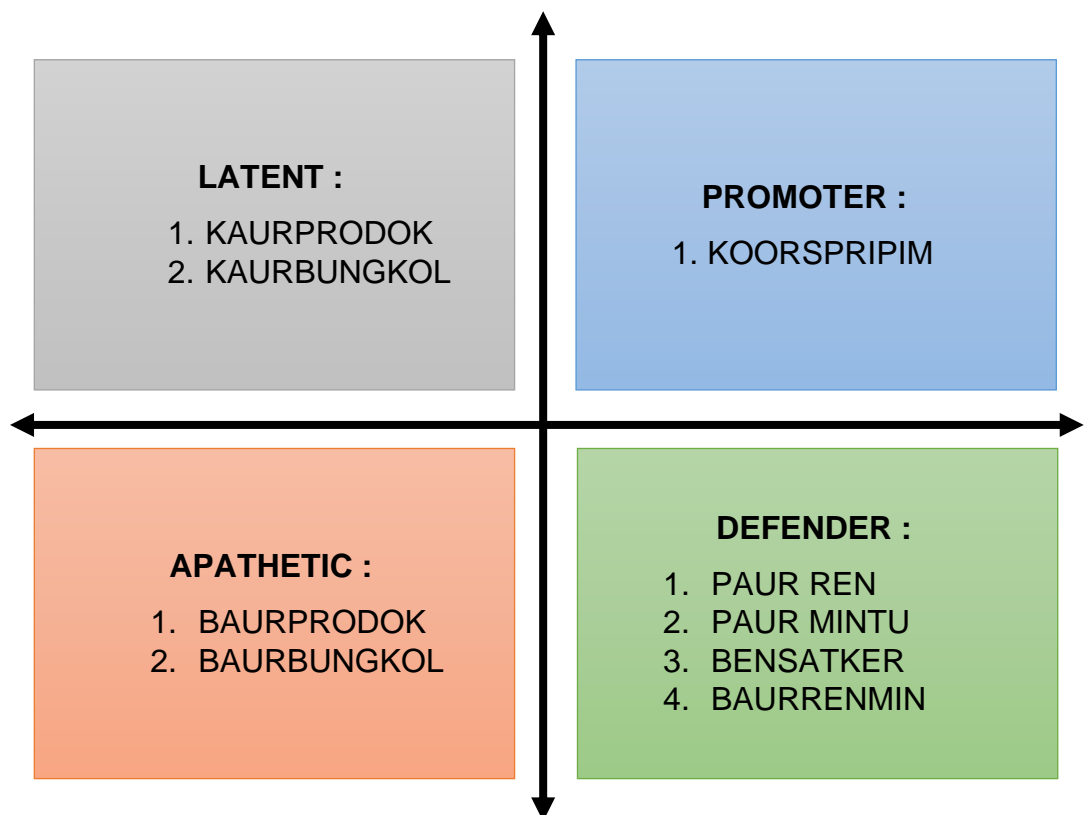 LATENT :
1. KAURPRODOK
2. KAURBUNGKOL
PROMOTER :
1. KOORSPRIPIM
APATHETIC :
1. BAURPRODOK
2. BAURBUNGKOL
DEFENDER :
1. PAUR REN
2. PAUR MINTU
3. BENSATKER
4. BAURRENMIN